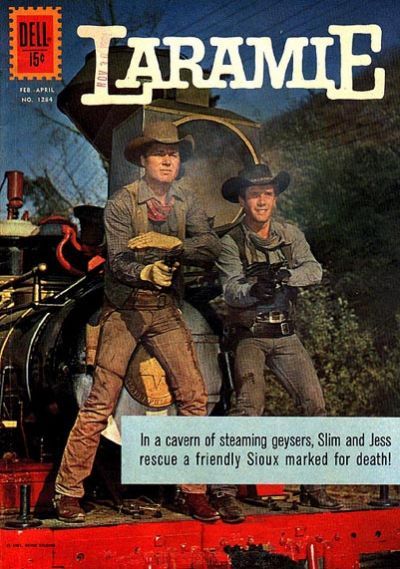 DELL
15¢
LARAMIE
FEB.-APRIL
NO. 1284
In a cavern of steaming geysers, Slim and Jess
rescue a friendly Sioux marked for death!